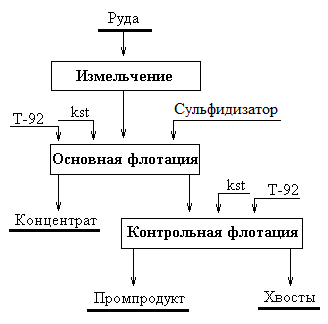 Руда
Измельчение
Т-92
kst
Сульфидизатор
Основная флотация
Концентрат
kst
Т-92
Контрольная флотация
Промпродукт
Хвосты